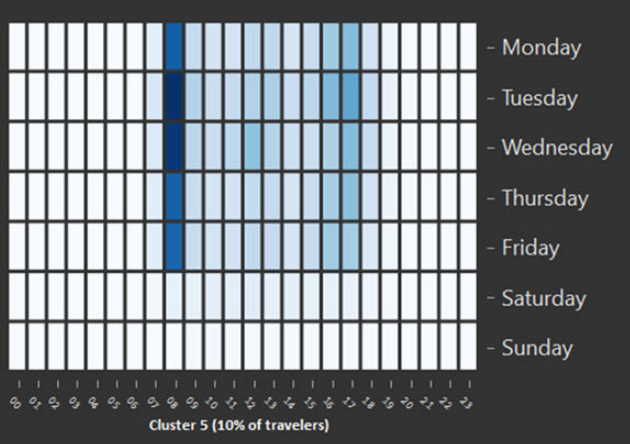 - Monday
- Tuesday
- Wednesday
- Thursday
- Friday
- Saturday
- Sunday
00 01 02 03 04 05 06 07 08 09 10 11 12 13 14 15 16 17 18 19 20 21 22 23
Cluster 5 (10% of travelers)